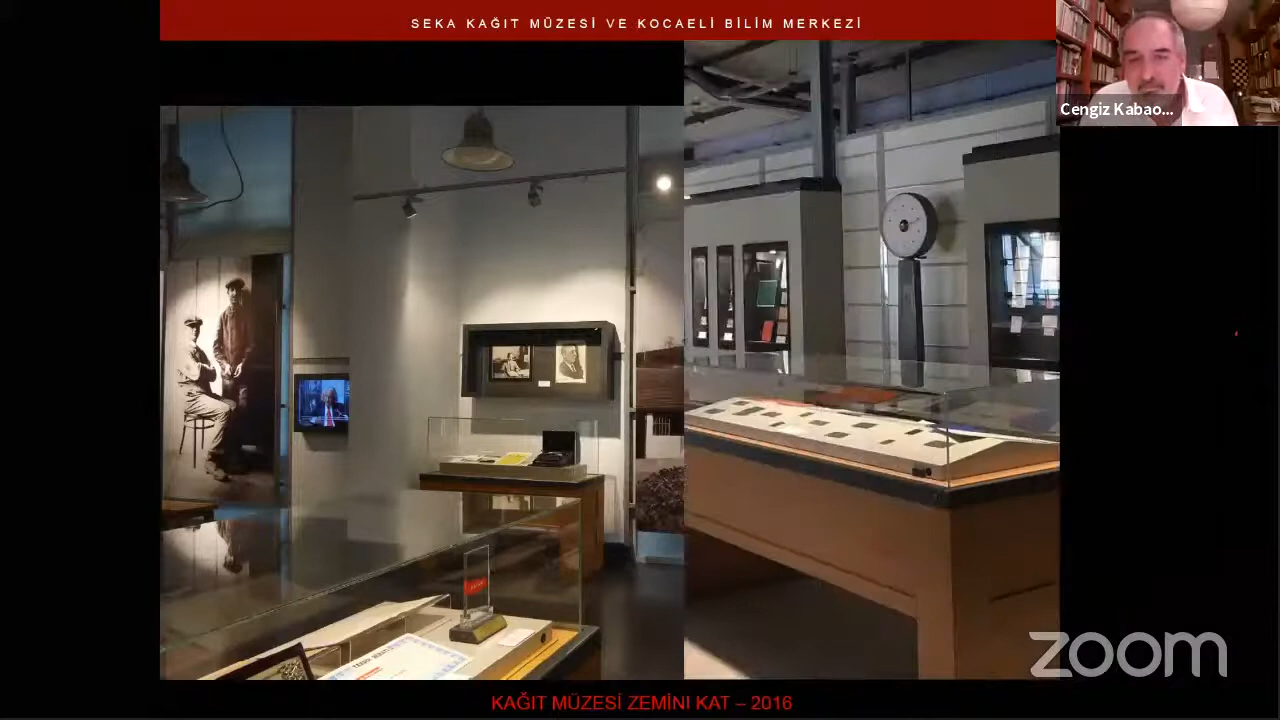 SEKA KAĞIT MÜZESİ VE KOCAELİ BİLİM MERKEZİ
Cengiz Kabao...
zoom
KAĞIT MÜZESİ ZEMİNI KAT – 2016